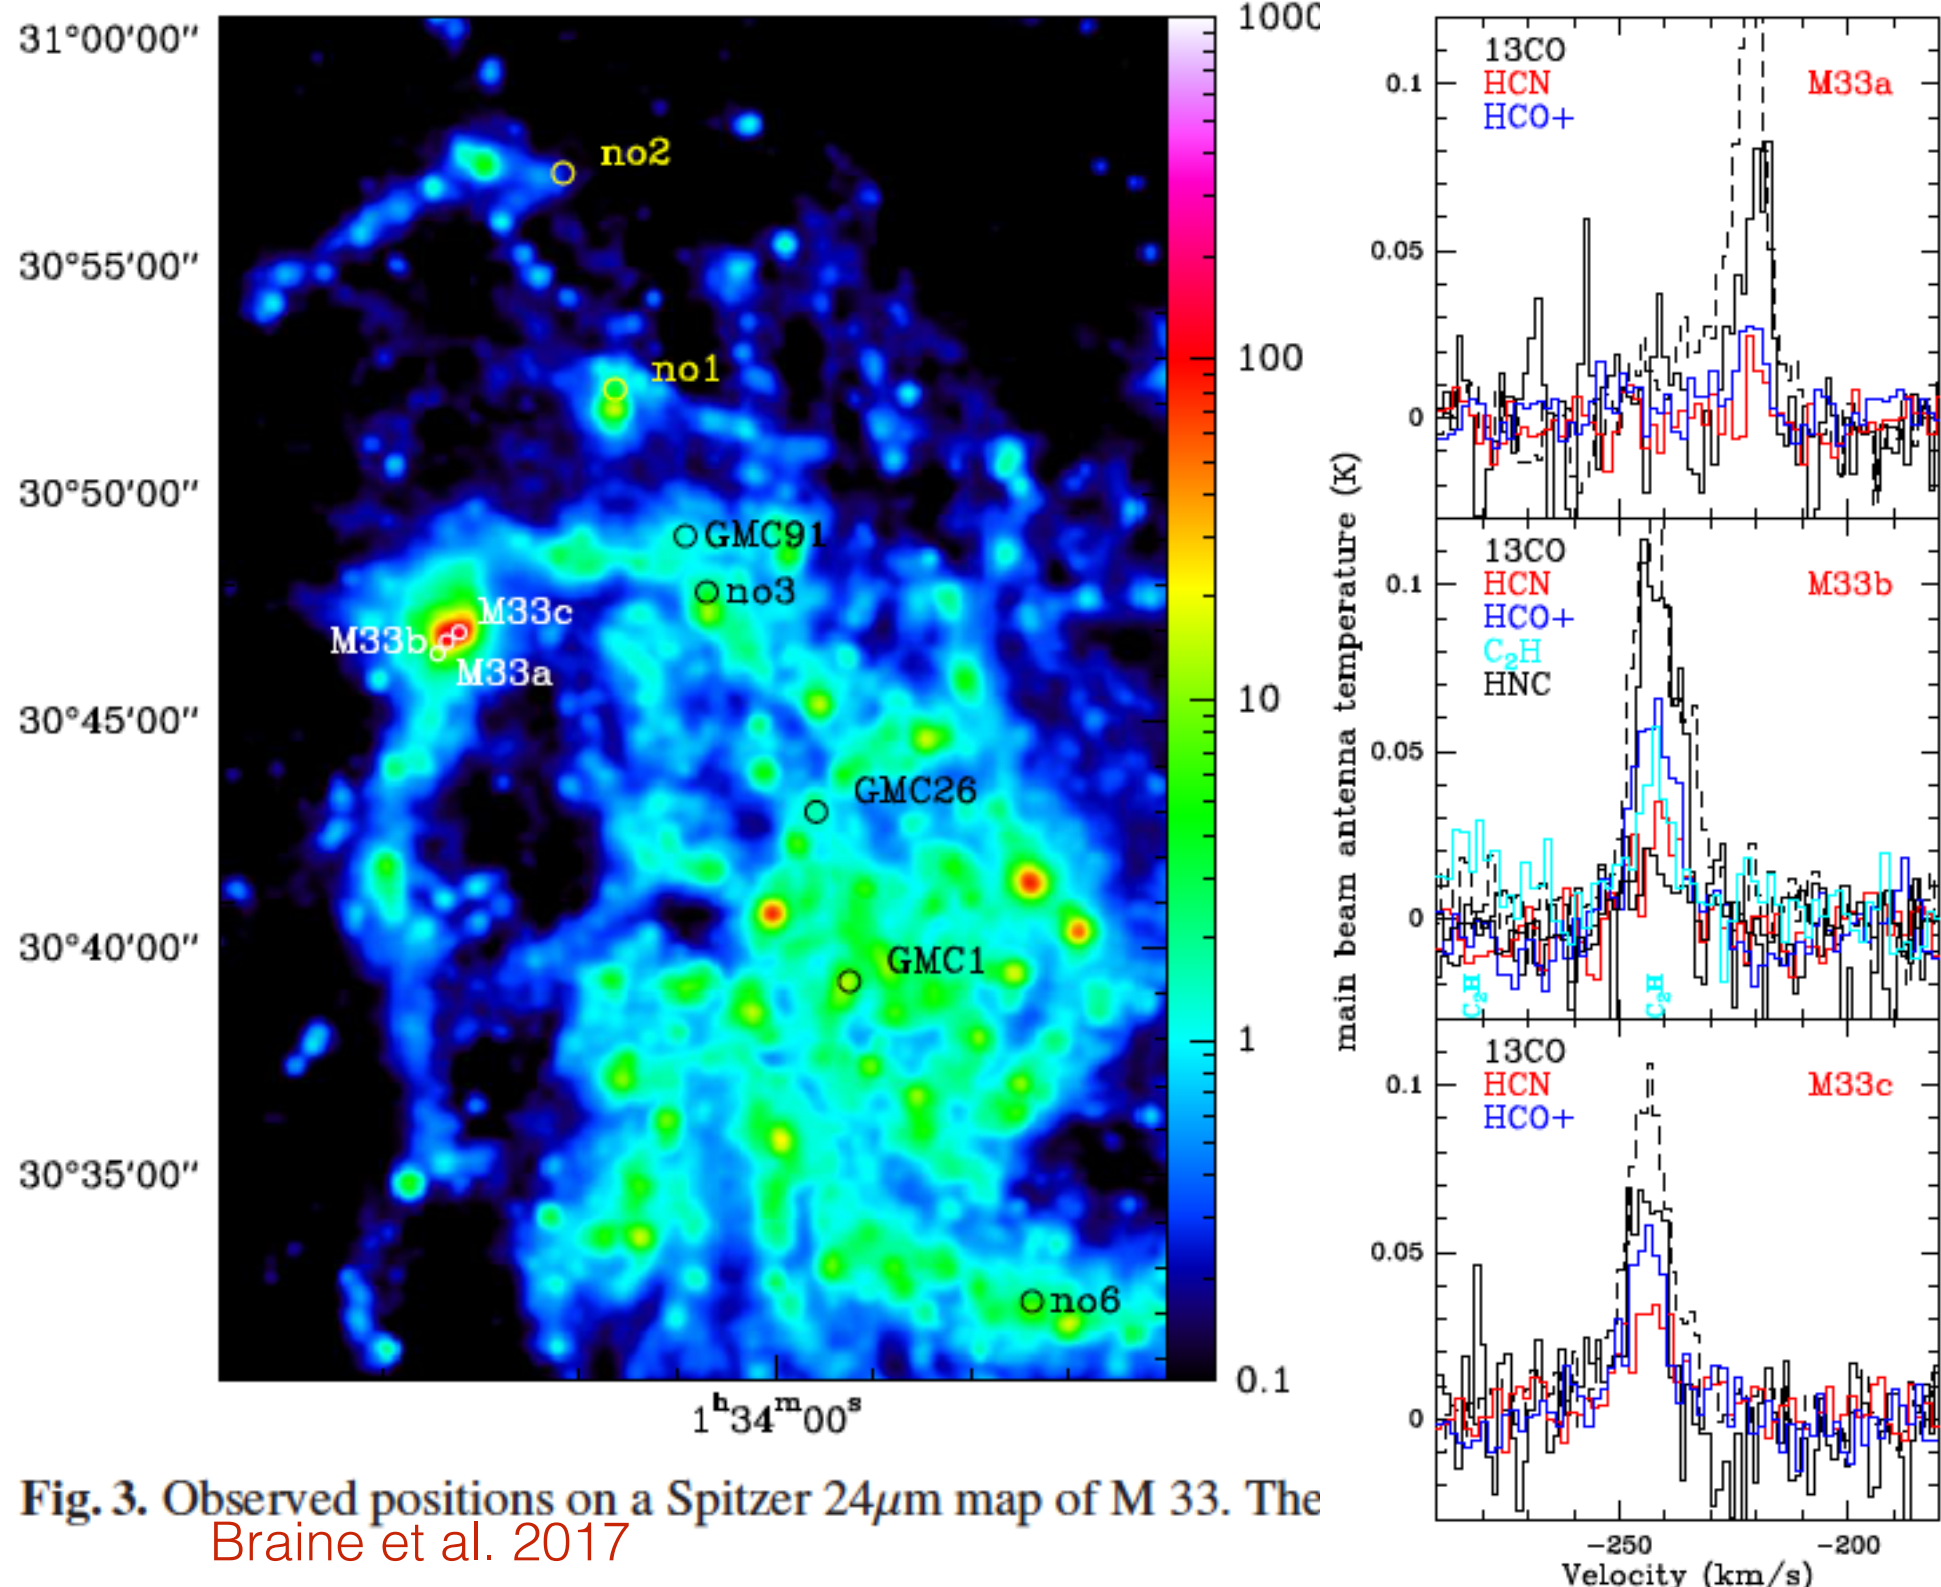 31°00′00″
30°55′00″
30°50′00″
30°45′00″
30°40′00″
30°35′00″
no2
no1
GMC91
no3
M33c
M33b
M33a
GMC26
GMC1
no6
1000
100
10
1
0.1
1h34m00s
Fig. 3. Observed positions on a Spitzer 24μm map of M 33. The
Braine et al. 2017
main beam antenna temperature (K)
13CO
HCN
HCO+
M33a
0.1
0.05
0
13CO
HCN
HCO+
C2H
HNC
M33b
0.1
0.05
0
C2H
C2H
13CO
HCN
HCO+
M33c
0.1
0.05
0
−250
−200
Velocity (km/s)